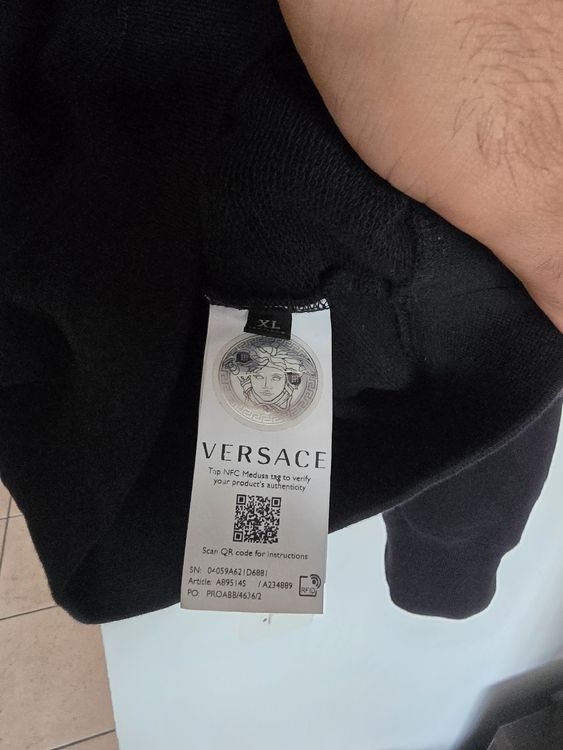 XL
VERSACE
Tap NFC Medusa tag to verify
your product's authenticity
Scan QR code for instructions
SN: 04059A621D6881
Article: A89514S /A234889
PO: PROABB/4636/2
RFID